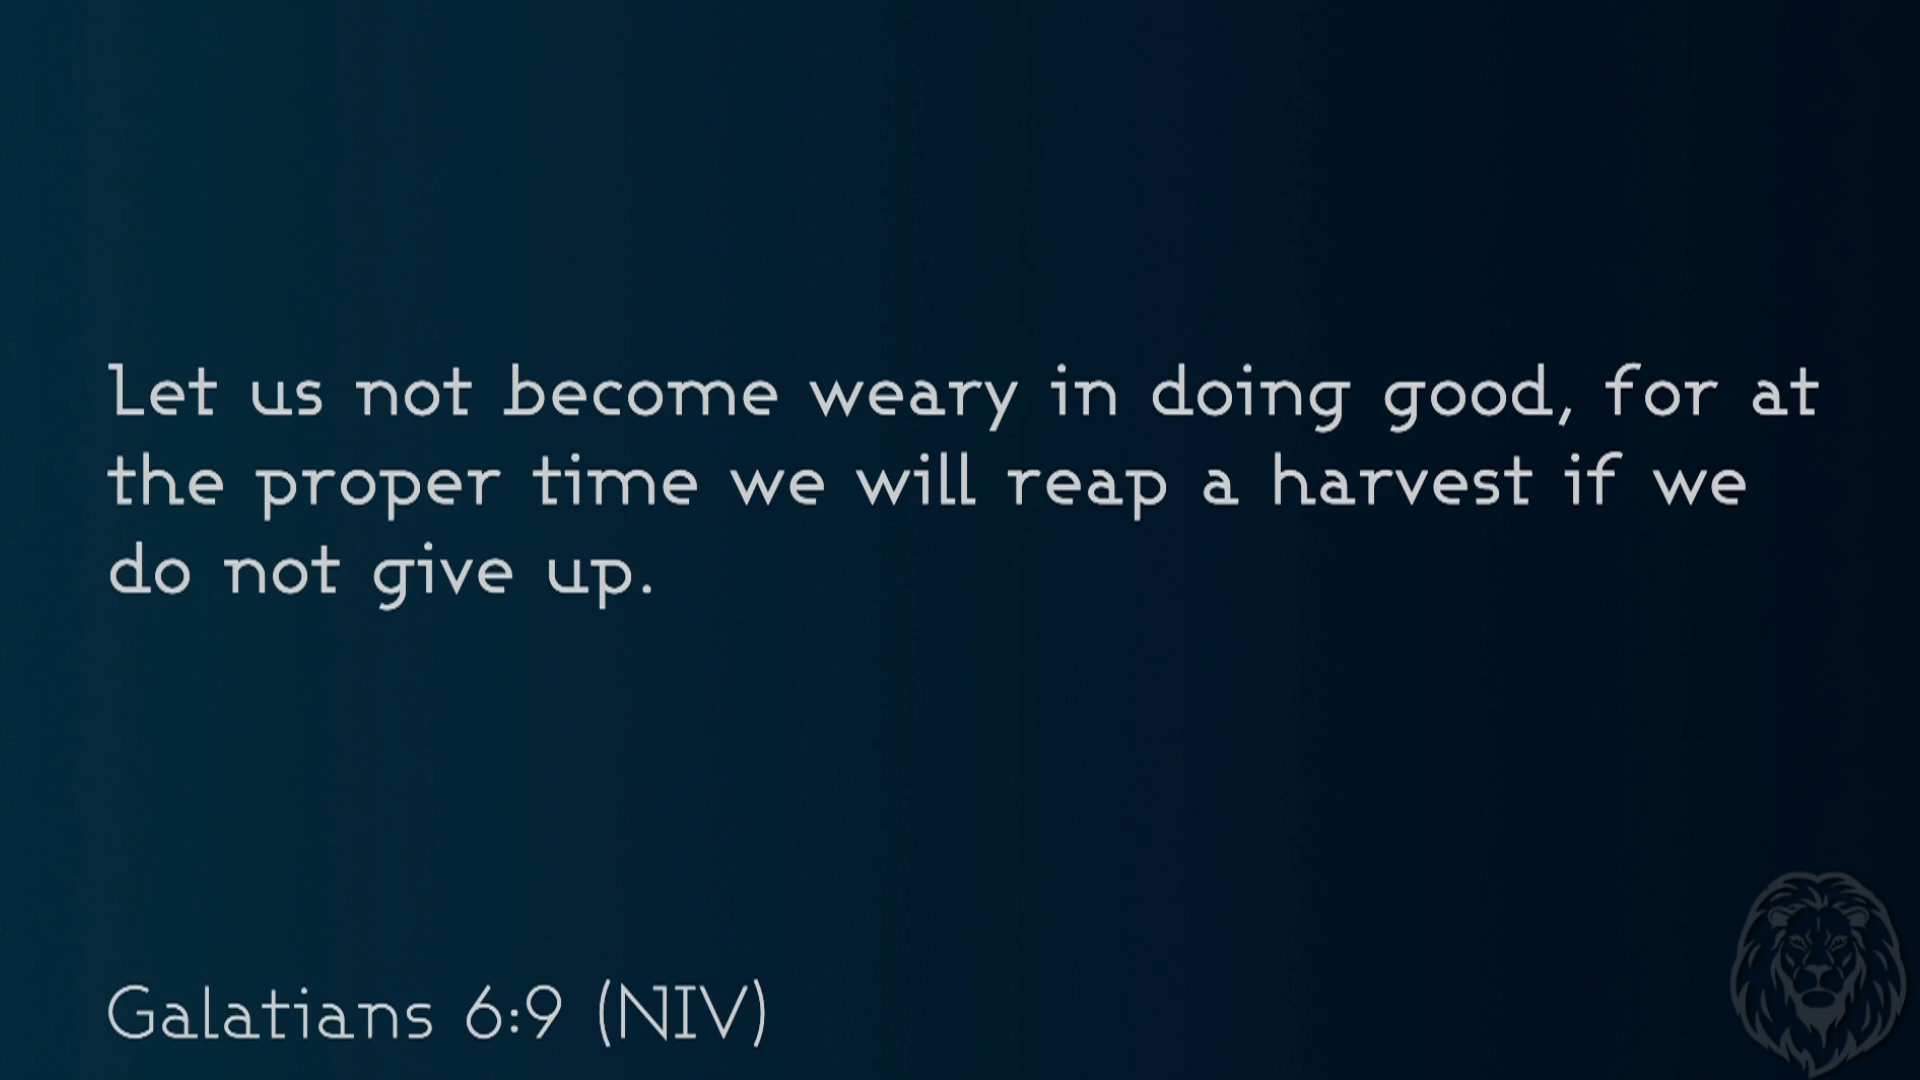 Let us not become weary in doing good, for at
the proper time we will reap a harvest if we
do not give up.
Galatians 6:9 (NIV)